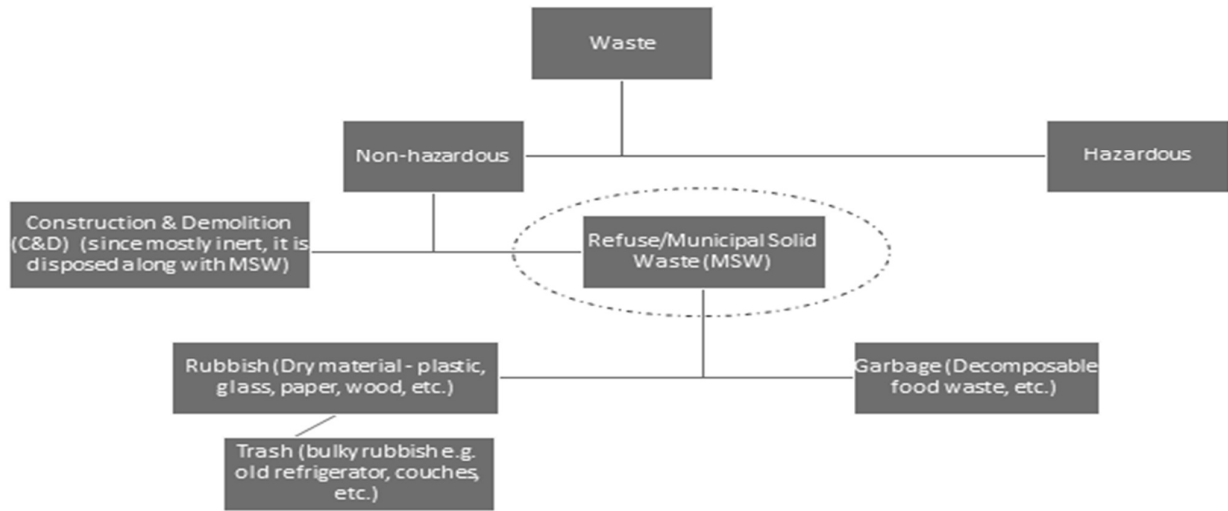 Waste
Non-hazardous
Hazardous
Construction & Demolition
(C&D) (since mostly inert, it is
disposed along with MSW)
Refuse/Municipal Solid
Waste (MSW)
Rubbish (Dry material - plastic,
glass, paper, wood, etc.)
Garbage (Decomposable
food waste, etc.)
Trash (bulky rubbish e.g.
old refrigerator, couches,
etc.)